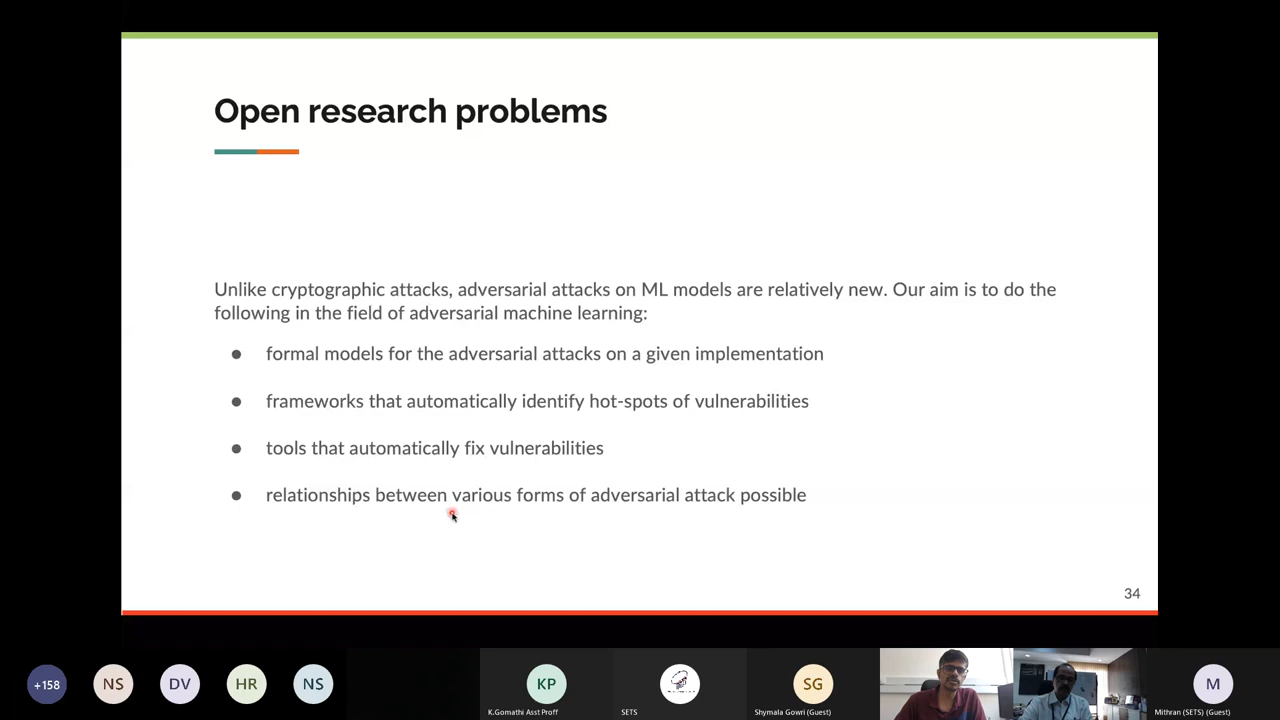 Open research problems
Unlike cryptographic attacks, adversarial attacks on ML models are relatively new. Our aim is to do the
following in the field of adversarial machine learning:
● formal models for the adversarial attacks on a given implementation
● frameworks that automatically identify hot-spots of vulnerabilities
● tools that automatically fix vulnerabilities
● relationships between various forms of adversarial attack possible
34
+158
NS
DV
HR
NS
KP
K.Gomathi Asst Proff
SETS
SG
Shymala Gowri (Guest)
M
Mithran (SETS) (Guest)